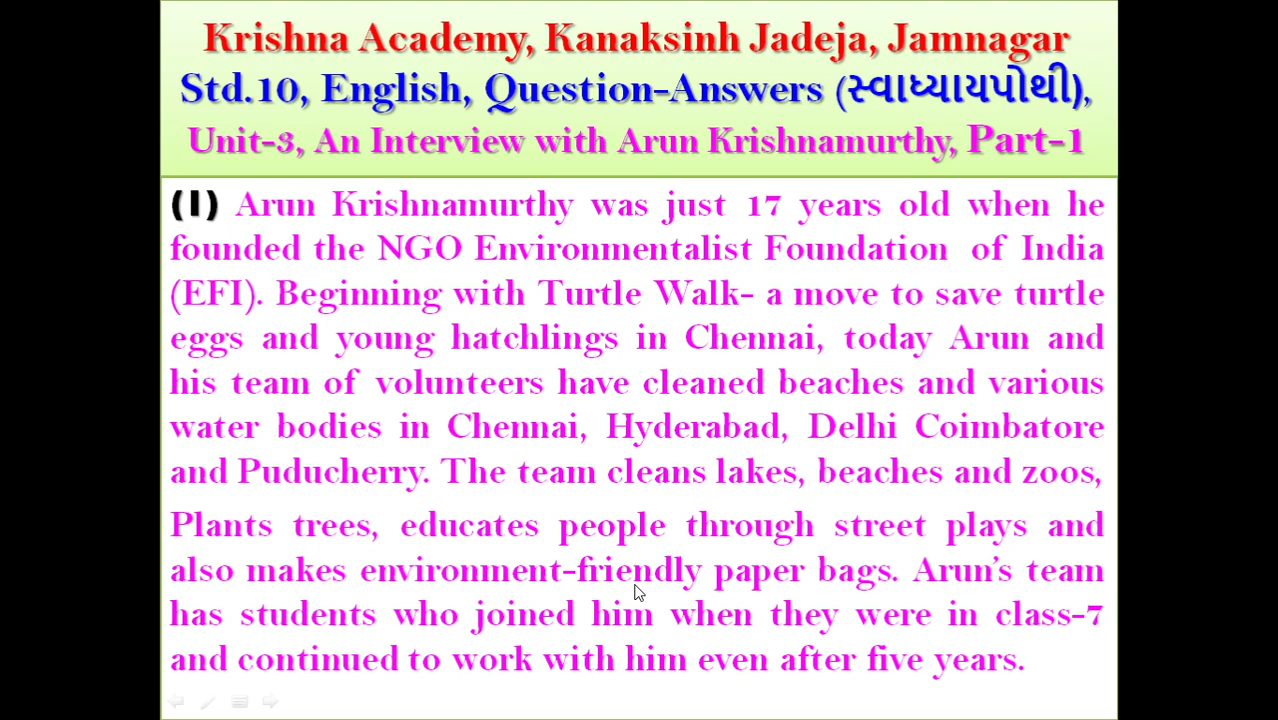 Krishna Academy, Kanaksinh Jadeja, Jamnagar
Std.10, English, Question-Answers (સ્વાધ્યાયપોથી),
Unit-3, An Interview with Arun Krishnamurthy, Part-1
(I) Arun Krishnamurthy was just 17 years old when he
founded the NGO Environmentalist Foundation of India
(EFI). Beginning with Turtle Walk- a move to save turtle
eggs and young hatchlings in Chennai, today Arun and
his team of volunteers have cleaned beaches and various
water bodies in Chennai, Hyderabad, Delhi Coimbatore
and Puducherry. The team cleans lakes, beaches and zoos,
Plants trees, educates people through street plays and
also makes environment-friendly paper bags. Arun's team
has students who joined him when they were in class-7
and continued to work with him even after five years.